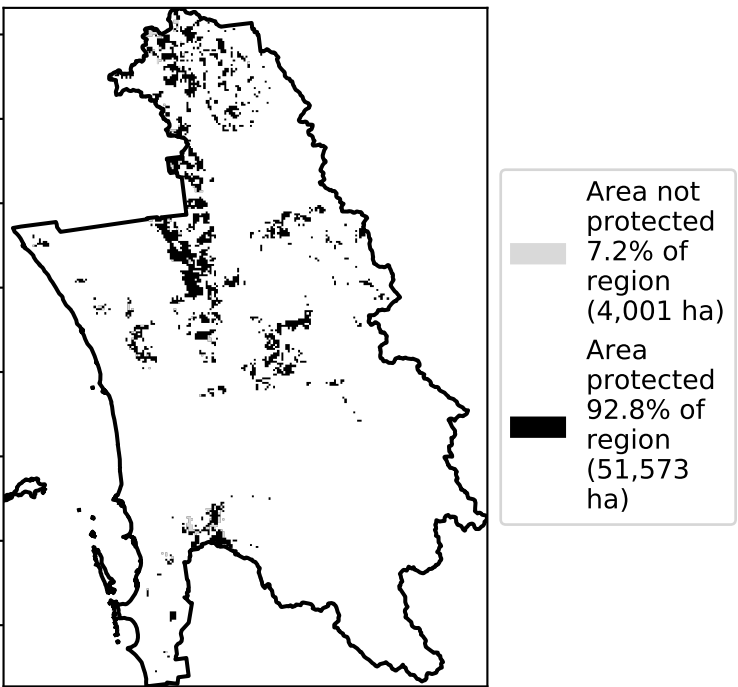 Area not
protected
7.2% of
region
(4,001 ha)
Area
protected
92.8% of
region
(51,573
ha)